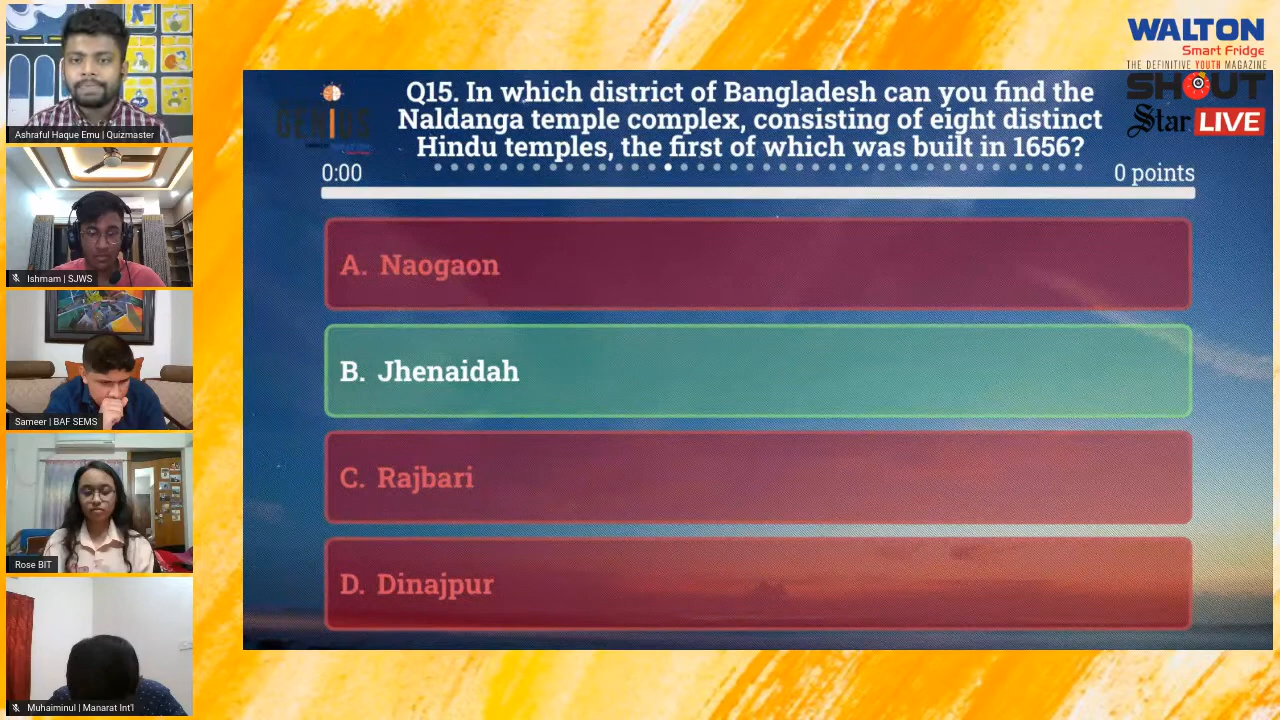 Ashraful Haque Emu | Quizmaster
Ishmam | SJWS
Sameer | BAF SEMS
Rose BIT
Muhaiminul | Manarat Int'l
WALTON
Smart Fridge
THE DEFINITIVE YOUTH MAGAZINE
SHOUT
Star LIVE
GENIUS
Q15. In which district of Bangladesh can you find the
Naldanga temple complex, consisting of eight distinct
Hindu temples, the first of which was built in 1656?
0:00
0 points
A. Naogaon
B. Jhenaidah
C. Rajbari
D. Dinajpur